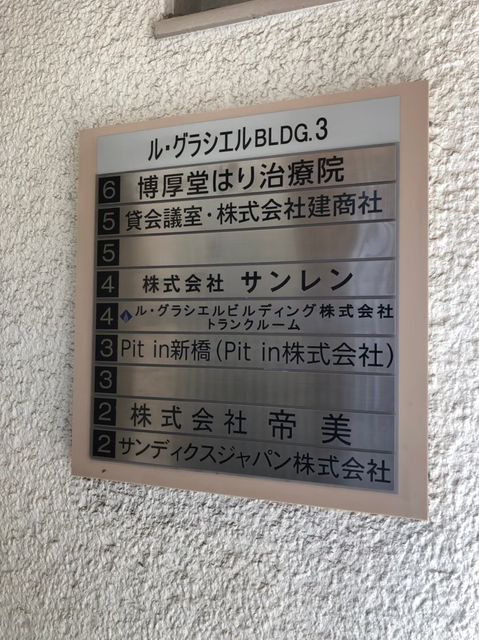 ル・グラシエルBLDG.3
6 博厚堂はり治療院
5 貸会議室・株式会社建商社
5
4 株式会社 サンレン
4 ル・グラシエルビルディング株式会社
トランクルーム
3 Pit in新橋(Pit in株式会社)
3
2 株式会社 帝美
2 サンディクスジャパン株式会社